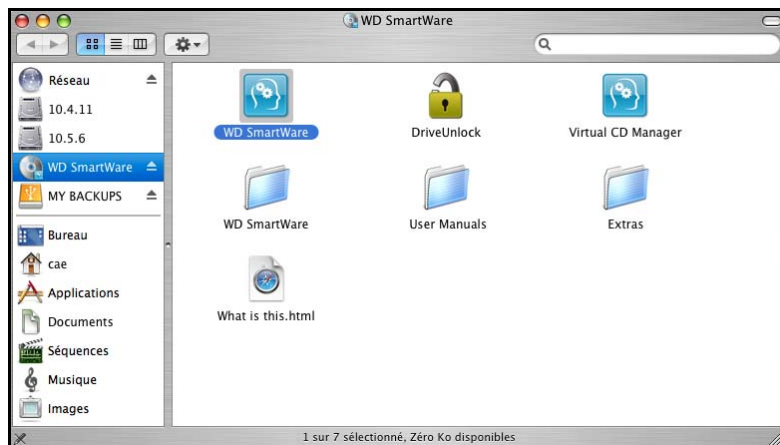 WD SmartWare
Réseau
10.4.11
10.5.6
WD SmartWare
MY BACKUPS
Bureau
cae
Applications
Documents
Séquences
Musique
Images
WD SmartWare
DriveUnlock
Virtual CD Manager
WD SmartWare
User Manuals
Extras
What is this.html
1 sur 7 sélectionné, Zéro Ko disponibles